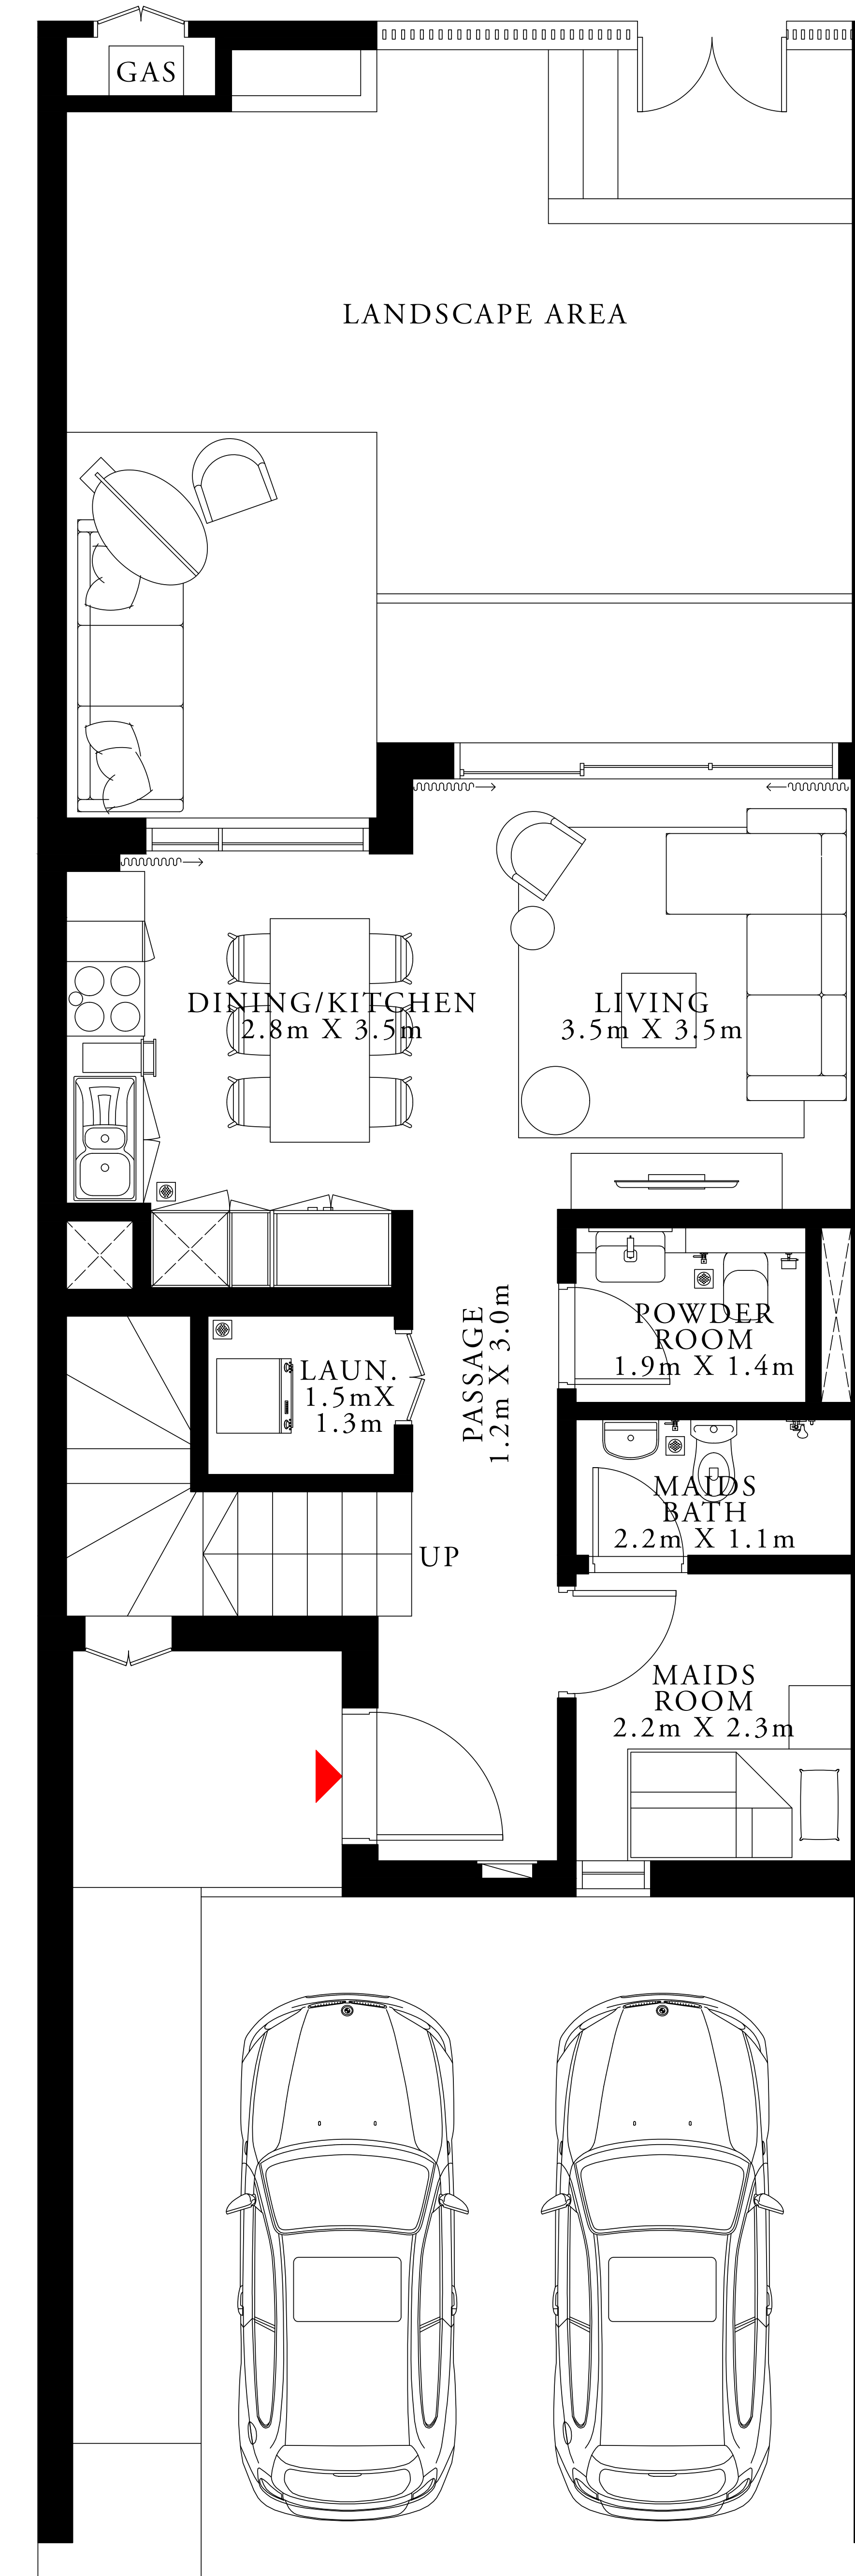 GAS
LANDSCAPE AREA
DINING/KITCHEN
2.8m X 3.5m
LIVING
3.5m X 3.5m
PASSAGE
1.2m X 3.0m
POWDER
ROOM
1.9m X 1.4m
LAUN.
1.5mX
1.3m
MAIDS
BATH
2.2m X 1.1m
UP
MAIDS
ROOM
2.2m X 2.3m